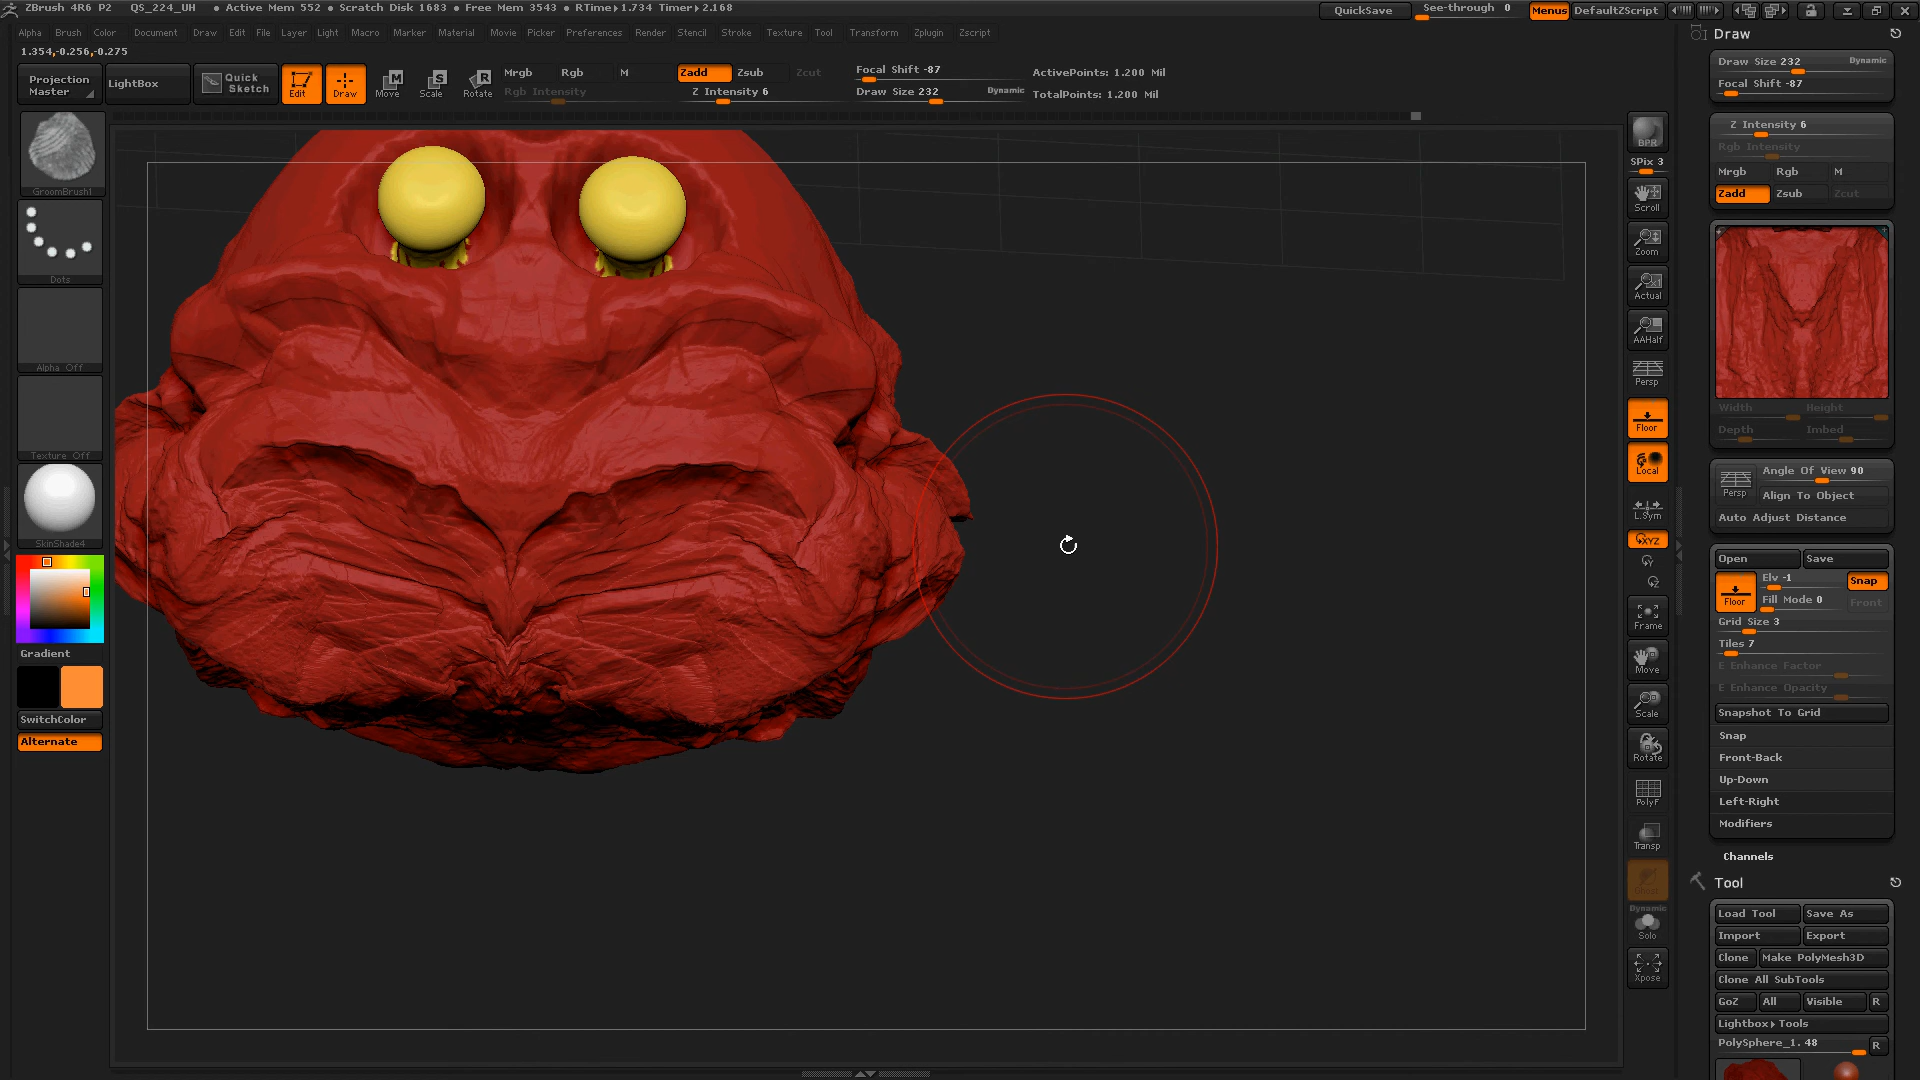 ZBrush 4R6 P2 QS_224_UH • Active Mem 552 • Scratch Disk 1683 • Free Mem 3543 • RTime▸1.734 Timer▸2.168 QuickSave See-through 0 Menus DefaultZScript
Alpha Brush Color Document Draw Edit File Layer Light Macro Marker Material Movie Picker Preferences Render Stencil Stroke Texture Tool Transform Zplugin Zscript
1.354,-0.256,-0.275
Projection Master
LightBox
Quick Sketch
Edit
Draw
Move
Scale
Rotate
M
S
R
Mrgb Rgb M
Rgb Intensity
Zadd Zsub Zcut
Z Intensity 6
Focal Shift -87
Draw Size 232 Dynamic
ActivePoints: 1.200 Mil
TotalPoints: 1.200 Mil
GroomBrush1
Dots
Alpha Off
Texture Off
SkinShade4
Gradient
SwitchColor
Alternate
BPR
SPix 3
Scroll
Zoom
Actual
AAHalf
Persp
Floor
Local
L.Sym
XYZ
Y
Z
Frame
Move
Scale
Rotate
PolyF
Transp
Ghost
Dynamic
Solo
Xpose
Draw
Draw Size 232 Dynamic
Focal Shift -87
Z Intensity 6
Rgb Intensity
Mrgb Rgb M
Zadd Zsub Zcut
Width Height
Depth Imbed
Persp
Angle Of View 90
Align To Object
Auto Adjust Distance
Open Save
Floor
Elv -1 Snap
Fill Mode 0 Front
Grid Size 3
Tiles 7
E Enhance Factor
E Enhance Opacity
Snapshot To Grid
Snap
Front-Back
Up-Down
Left-Right
Modifiers
Channels
Tool
Load Tool Save As
Import Export
Clone Make PolyMesh3D
Clone All SubTools
GoZ All Visible R
Lightbox▸Tools
PolySphere_1. 48 R